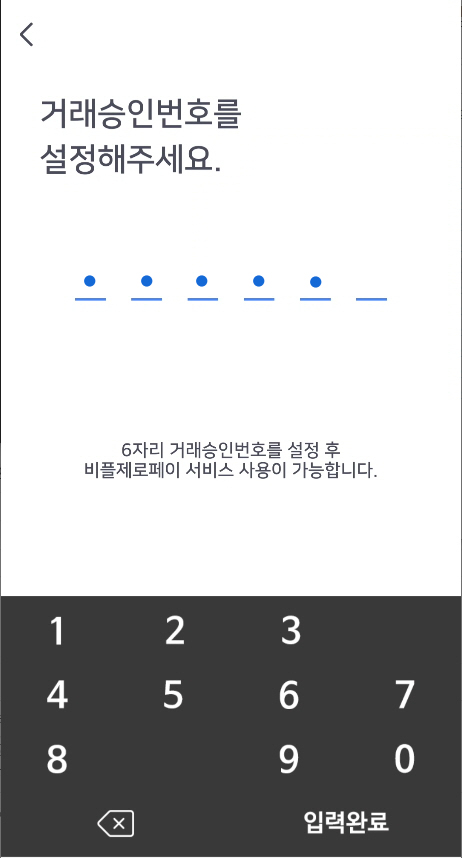 거래승인번호를
설정해주세요.
6자리 거래승인번호를 설정 후
비플제로페이 서비스 사용이 가능합니다.
1 2 3
4 5 6 7
8 9 0
입력완료